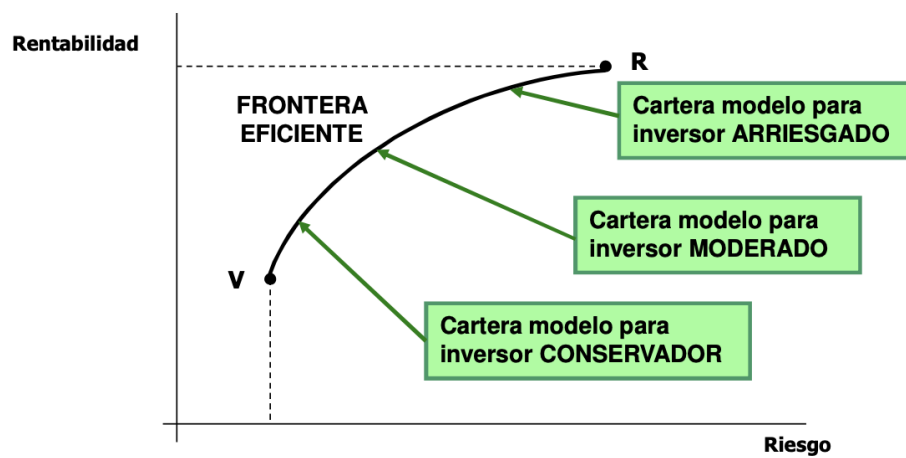 Rentabilidad
R
FRONTERA
EFICIENTE
Cartera modelo para
inversor ARRIESGADO
Cartera modelo para
inversor MODERADO
V
Cartera modelo para
inversor CONSERVADOR
Riesgo